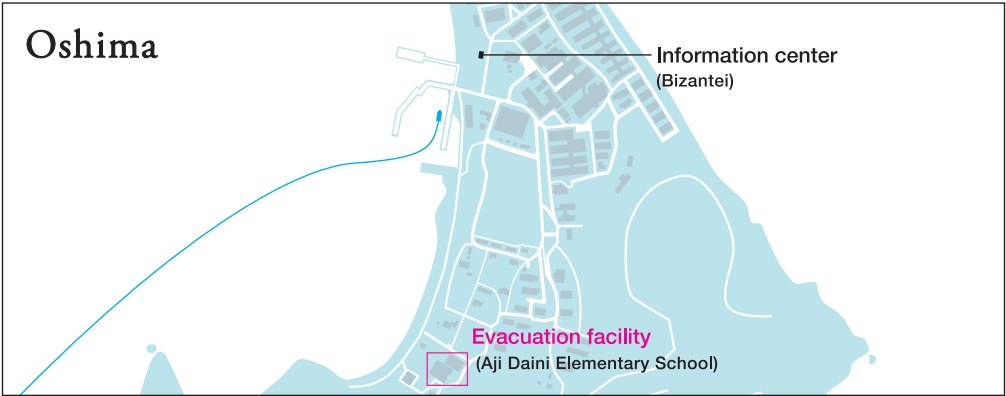 Oshima
Information center
(Bizantei)
Evacuation facility
(Aji Daini Elementary School)